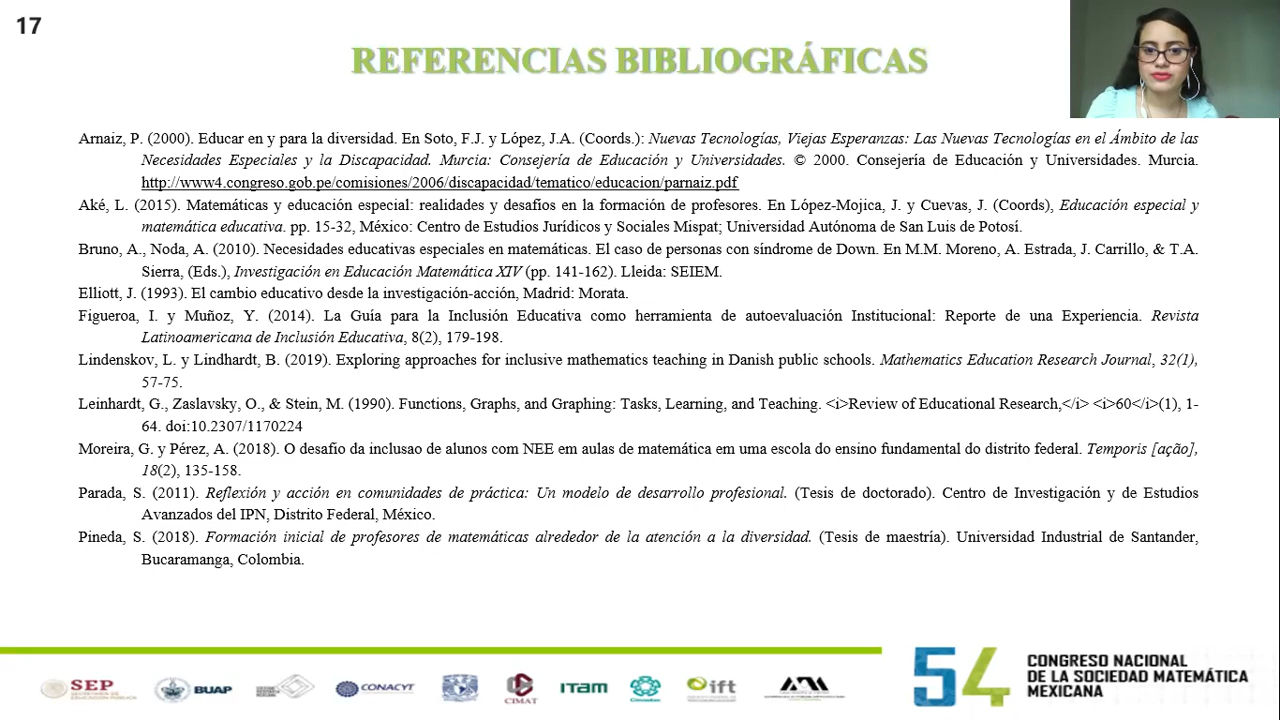 17
REFERENCIAS BIBLIOGRÁFICAS
Arnaiz, P. (2000). Educar en y para la diversidad. En Soto, F.J. y López, J.A. (Coords.): Nuevas Tecnologías, Viejas Esperanzas: Las Nuevas Tecnologías en el Ámbito de las
Necesidades Especiales y la Discapacidad. Murcia: Consejería de Educación y Universidades. © 2000. Consejería de Educación y Universidades. Murcia.
http://www4.congreso.gob.pe/comisiones/2006/discapacidad/tematico/educacion/parnaiz.pdf
Aké, L. (2015). Matemáticas y educación especial: realidades y desafíos en la formación de profesores. En López-Mojica, J. y Cuevas, J. (Coords), Educación especial y
matemática educativa. pp. 15-32, México: Centro de Estudios Jurídicos y Sociales Mispat; Universidad Autónoma de San Luis de Potosí.
Bruno, A., Noda, A. (2010). Necesidades educativas especiales en matemáticas. El caso de personas con síndrome de Down. En M.M. Moreno, A. Estrada, J. Carrillo, & T.A.
Sierra, (Eds.), Investigación en Educación Matemática XIV (pp. 141-162). Lleida: SEIEM.
Elliott, J. (1993). El cambio educativo desde la investigación-acción, Madrid: Morata.
Figueroa, I. y Muñoz, Y. (2014). La Guía para la Inclusión Educativa como herramienta de autoevaluación Institucional: Reporte de una Experiencia. Revista
Latinoamericana de Inclusión Educativa, 8(2), 179-198.
Lindenskov, L. y Lindhardt, B. (2019). Exploring approaches for inclusive mathematics teaching in Danish public schools. Mathematics Education Research Journal, 32(1),
57-75.
Leinhardt, G., Zaslavsky, O., & Stein, M. (1990). Functions, Graphs, and Graphing: Tasks, Learning, and Teaching. <i>Review of Educational Research,</i> <i>60</i>(1), 1-
64. doi:10.2307/1170224
Moreira, G. y Pérez, A. (2018). O desafío da inclusao de alunos com NEE em aulas de matemática em uma escola do ensino fundamental do distrito federal. Temporis [ação],
18(2), 135-158.
Parada, S. (2011). Reflexión y acción en comunidades de práctica: Un modelo de desarrollo profesional. (Tesis de doctorado). Centro de Investigación y de Estudios
Avanzados del IPN, Distrito Federal, México.
Pineda, S. (2018). Formación inicial de profesores de matemáticas alrededor de la atención a la diversidad. (Tesis de maestría). Universidad Industrial de Santander,
Bucaramanga, Colombia.
SEP
BUAP
CONACYT
CIMAT
ITAM
ift
54
CONGRESO NACIONAL
DE LA SOCIEDAD MATEMÁTICA
MEXICANA